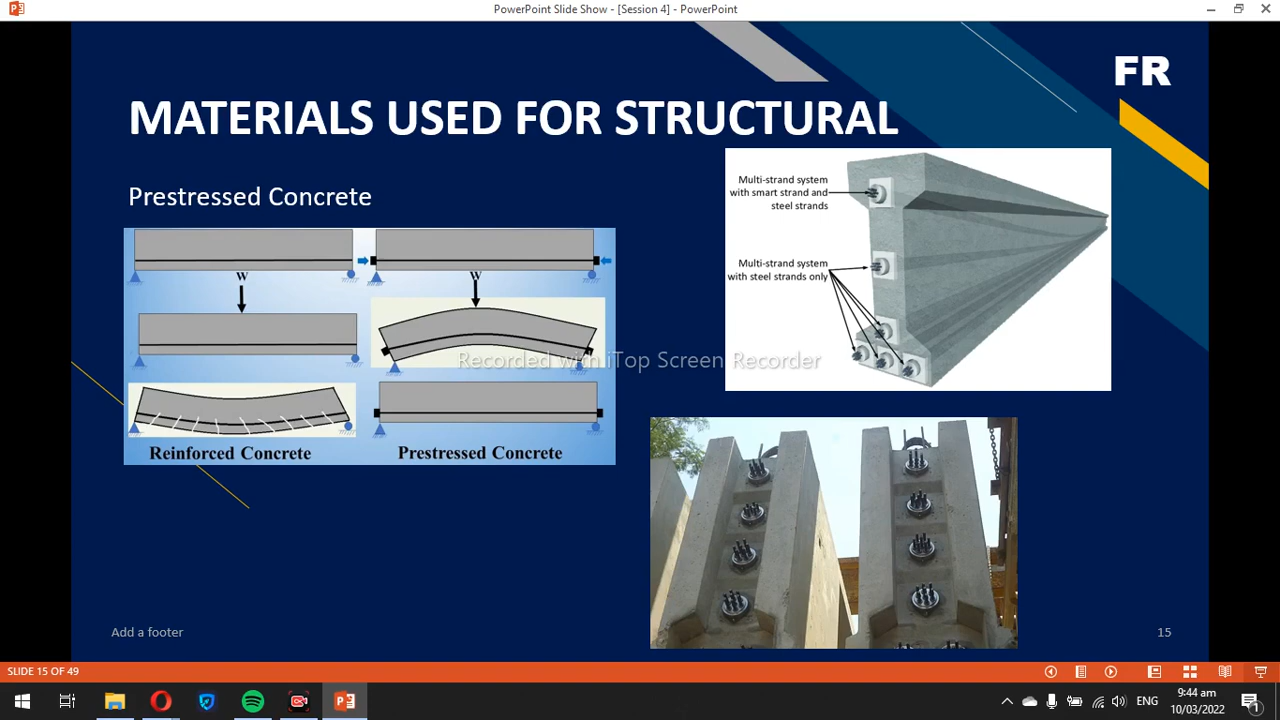 PowerPoint Slide Show - [Session 4] - PowerPoint
FR
MATERIALS USED FOR STRUCTURAL
Prestressed Concrete
W
W
Reinforced Concrete
Prestressed Concrete
Multi-strand system
with smart strand and
steel strands
Multi-strand system
with steel strands only
Recorded with iTop Screen Recorder
Add a footer
15
SLIDE 15 OF 49
ENG
9:44 am
10/03/2022
1